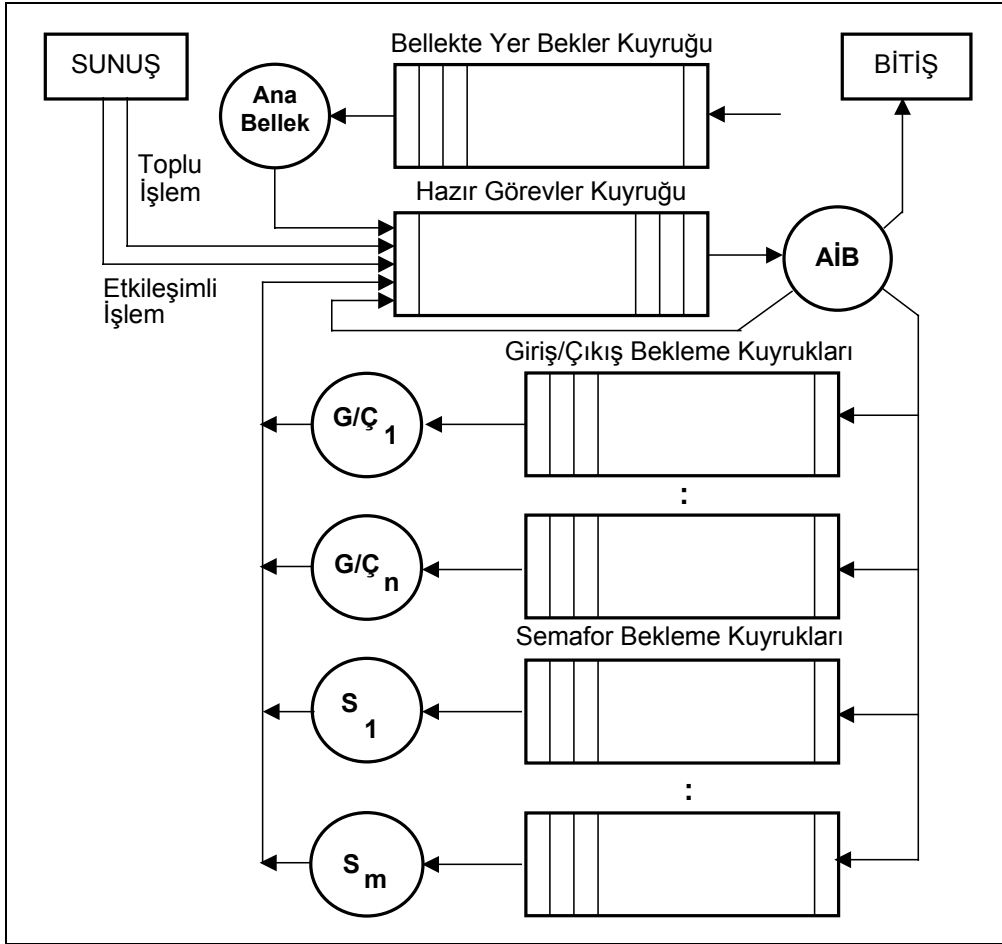 SUNUŞ
Bellekte Yer Bekler Kuyruğu
BİTİŞ
Ana
Bellek
Toplu
İşlem
Hazır Görevler Kuyruğu
AİB
Etkileşimli
İşlem
Giriş/Çıkış Bekleme Kuyrukları
G/Ç 1
:
G/Ç n
Semafor Bekleme Kuyrukları
S 1
:
S m